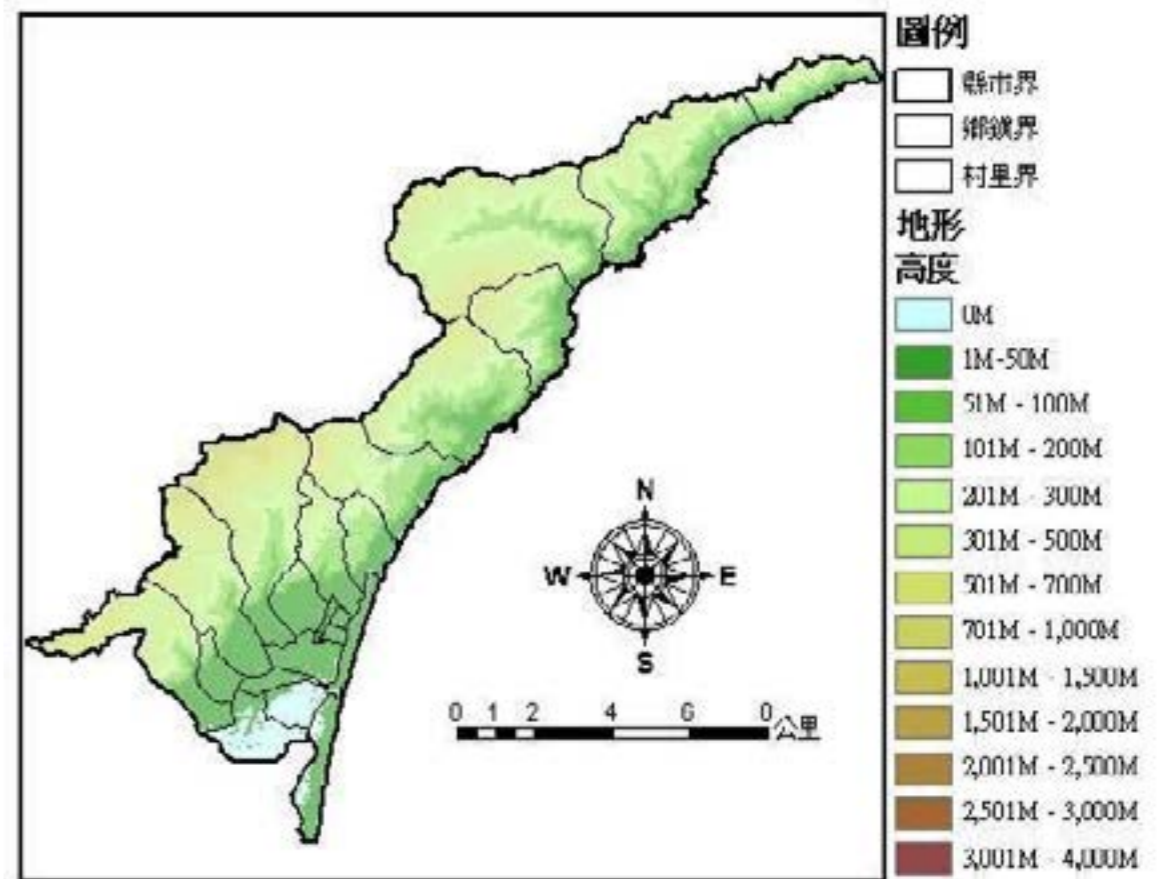 圖例
縣市界
鄉鎮界
村里界
地形
高度
0M
1M-50M
51M - 100M
101M - 200M
201M - 300M
301M - 500M
501M - 700M
701M - 1,000M
1,001M - 1,500M
1,501M - 2,000M
2,001M - 2,500M
2,501M - 3,000M
3,001M - 4,000M
N
W E
S
0 1 2 4 6 0
公里